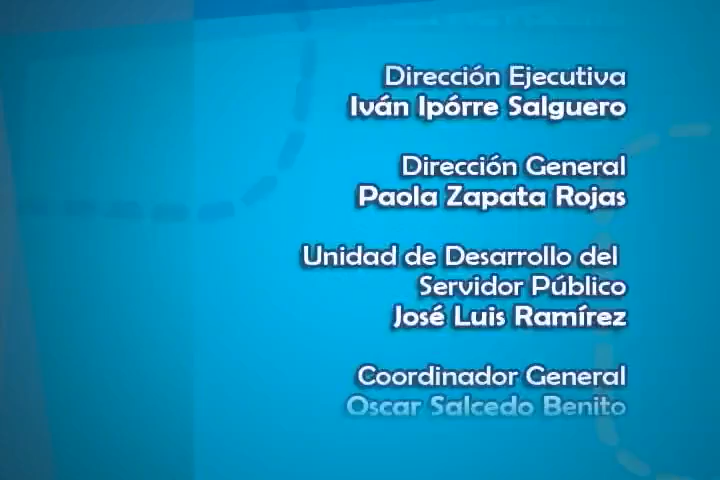 Dirección Ejecutiva
Iván Ipórre Salguero
Dirección General
Paola Zapata Rojas
Unidad de Desarrollo del
Servidor Público
José Luis Ramírez
Coordinador General
Oscar Salcedo Benito